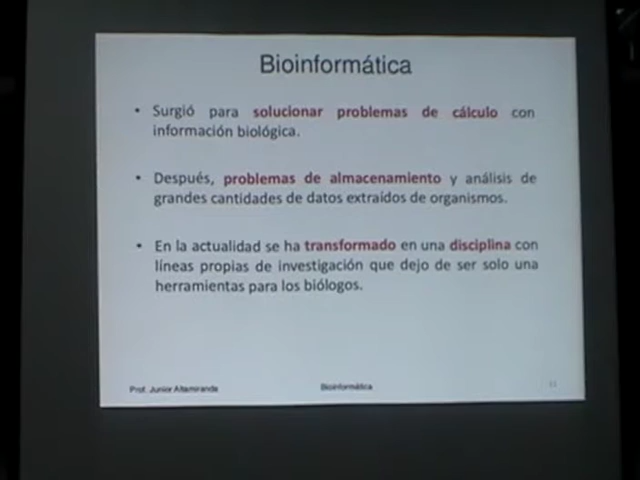 Bioinformática
• Surgió para solucionar problemas de cálculo con
información biológica.
• Después, problemas de almacenamiento y análisis de
grandes cantidades de datos extraídos de organismos.
• En la actualidad se ha transformado en una disciplina con
líneas propias de investigación que dejo de ser solo una
herramientas para los biólogos.
Prof. Junior Altamiranda Bioinformática